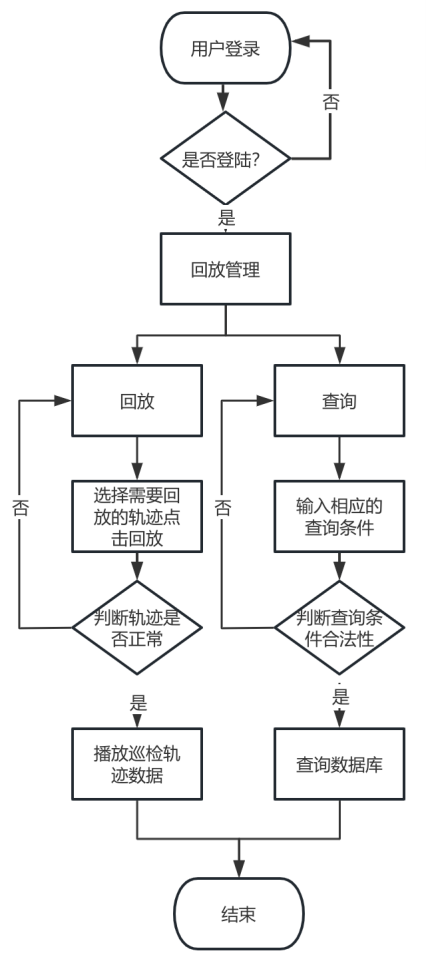 用户登录
否
是否登陆?
是
回放管理
回放
查询
选择需要回
放的轨迹点
击回放
否
输入相应的
查询条件
否
判断轨迹是
否正常
判断查询条
件合法性
是
是
播放巡检轨
迹数据
查询数据库
结束